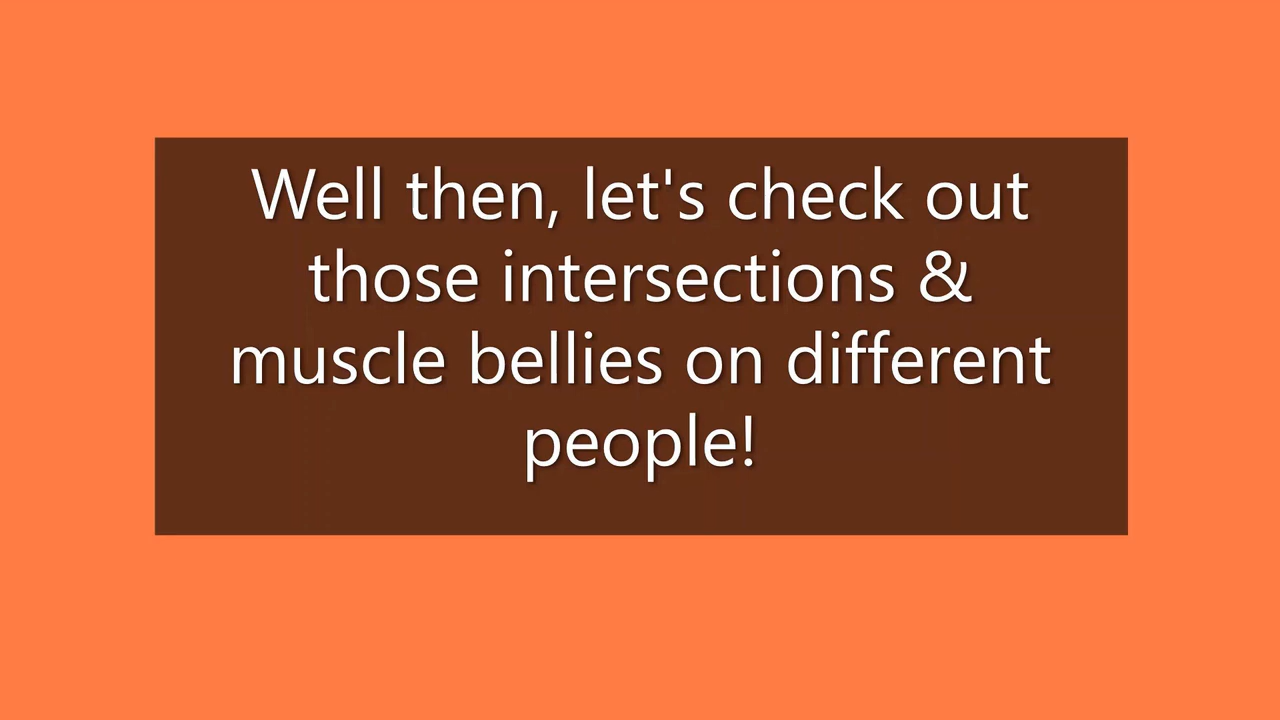 Well then, let's check out
those intersections &
muscle bellies on different
people!